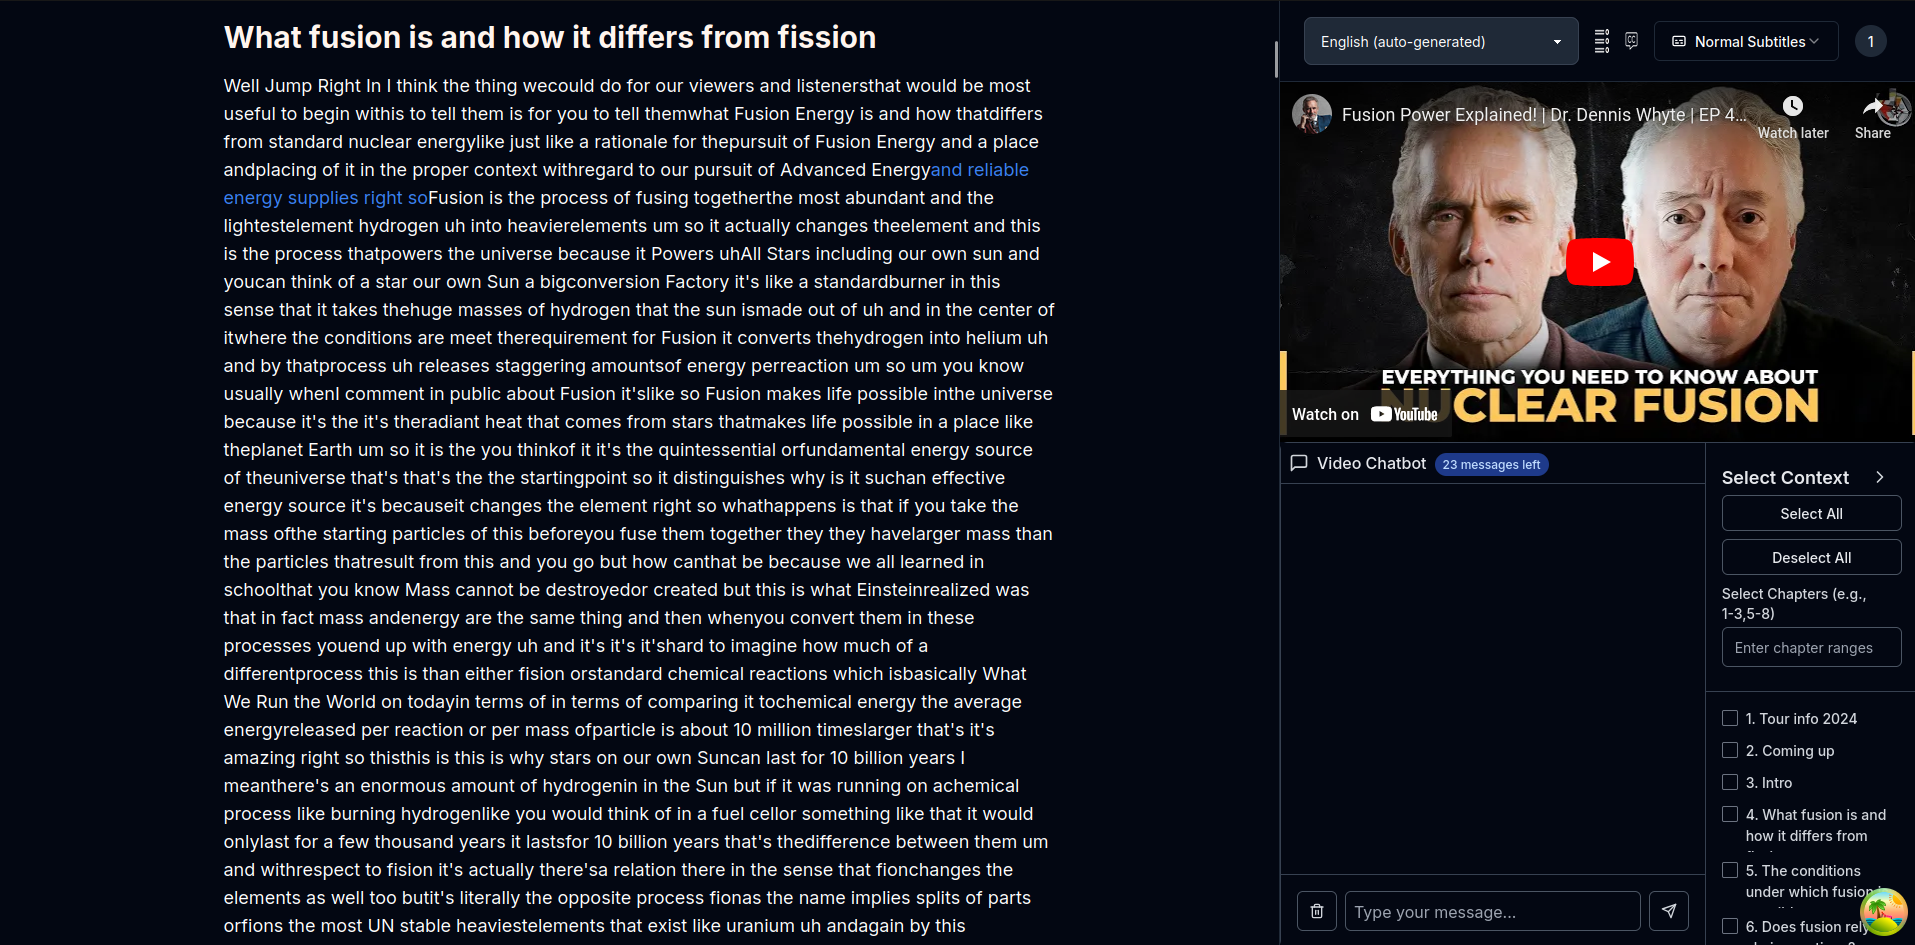 What fusion is and how it differs from fission
Well Jump Right In I think the thing wecould do for our viewers and listenersthat would be most
useful to begin withis to tell them is for you to tell themwhat Fusion Energy is and how thatdiffers
from standard nuclear energylike just like a rationale for thepursuit of Fusion Energy and a place
andplacing of it in the proper context withregard to our pursuit of Advanced Energyand reliable
energy supplies right soFusion is the process of fusing togetherthe most abundant and the
lightestelement hydrogen uh into heavierelements um so it actually changes theelement and this
is the process thatpowers the universe because it Powers uhAll Stars including our own sun and
youcan think of a star our own Sun a bigconversion Factory it's like a standardburner in this
sense that it takes thehuge masses of hydrogen that the sun ismade out of uh and in the center of
itwhere the conditions are meet therequirement for Fusion it converts thehydrogen into helium uh
and by thatprocess uh releases staggering amountsof energy perreaction um so um you know
usually whenI comment in public about Fusion it'slike so Fusion makes life possible inthe universe
because it's the it's theradiant heat that comes from stars thatmakes life possible in a place like
theplanet Earth um so it is the you thinkof it it's the quintessential orfundamental energy source
of theuniverse that's that's the the startingpoint so it distinguishes why is it suchan effective
energy source it's becauseit changes the element right so whathappens is that if you take the
mass ofthe starting particles of this beforeyou fuse them together they they havelarger mass than
the particles thatresult from this and you go but how canthat be because we all learned in
schoolthat you know Mass cannot be destroyedor created but this is what Einsteinrealized was
that in fact mass andenergy are the same thing and then whenyou convert them in these
processes youend up with energy uh and it's it's it'shard to imagine how much of a
differentprocess this is than either fision orstandard chemical reactions which isbasically What
We Run the World on todayin terms of in terms of comparing it tochemical energy the average
energyreleased per reaction or per mass ofparticle is about 10 million timeslarger that's it's
amazing right so thisthis is this is why stars on our own Suncan last for 10 billion years I
meanthere's an enormous amount of hydrogenin in the Sun but if it was running on achemical
process like burning hydrogenlike you would think of in a fuel cellor something like that it would
onlylast for a few thousand years it lastsfor 10 billion years that's thedifference between them um
and withrespect to fision it's actually there'sa relation there in the sense that fionchanges the
elements as well too butit's literally the opposite process fionas the name implies splits of parts
orfions the most UN stable heaviestelements that exist like uranium uh andagain by this
English (auto-generated)
CC
Normal Subtitles
1
Fusion Power Explained! | Dr. Dennis Whyte | EP 4...
Watch later
Share
EVERYTHING YOU NEED TO KNOW ABOUT
NUCLEAR FUSION
Watch on YouTube
Video Chatbot
23 messages left
Type your message...
Select Context
Select All
Deselect All
Select Chapters (e.g.,
1-3,5-8)
Enter chapter ranges
1. Tour info 2024
2. Coming up
3. Intro
4. What fusion is and
how it differs from
5. The conditions
under which fusion
6. Does fusion rely